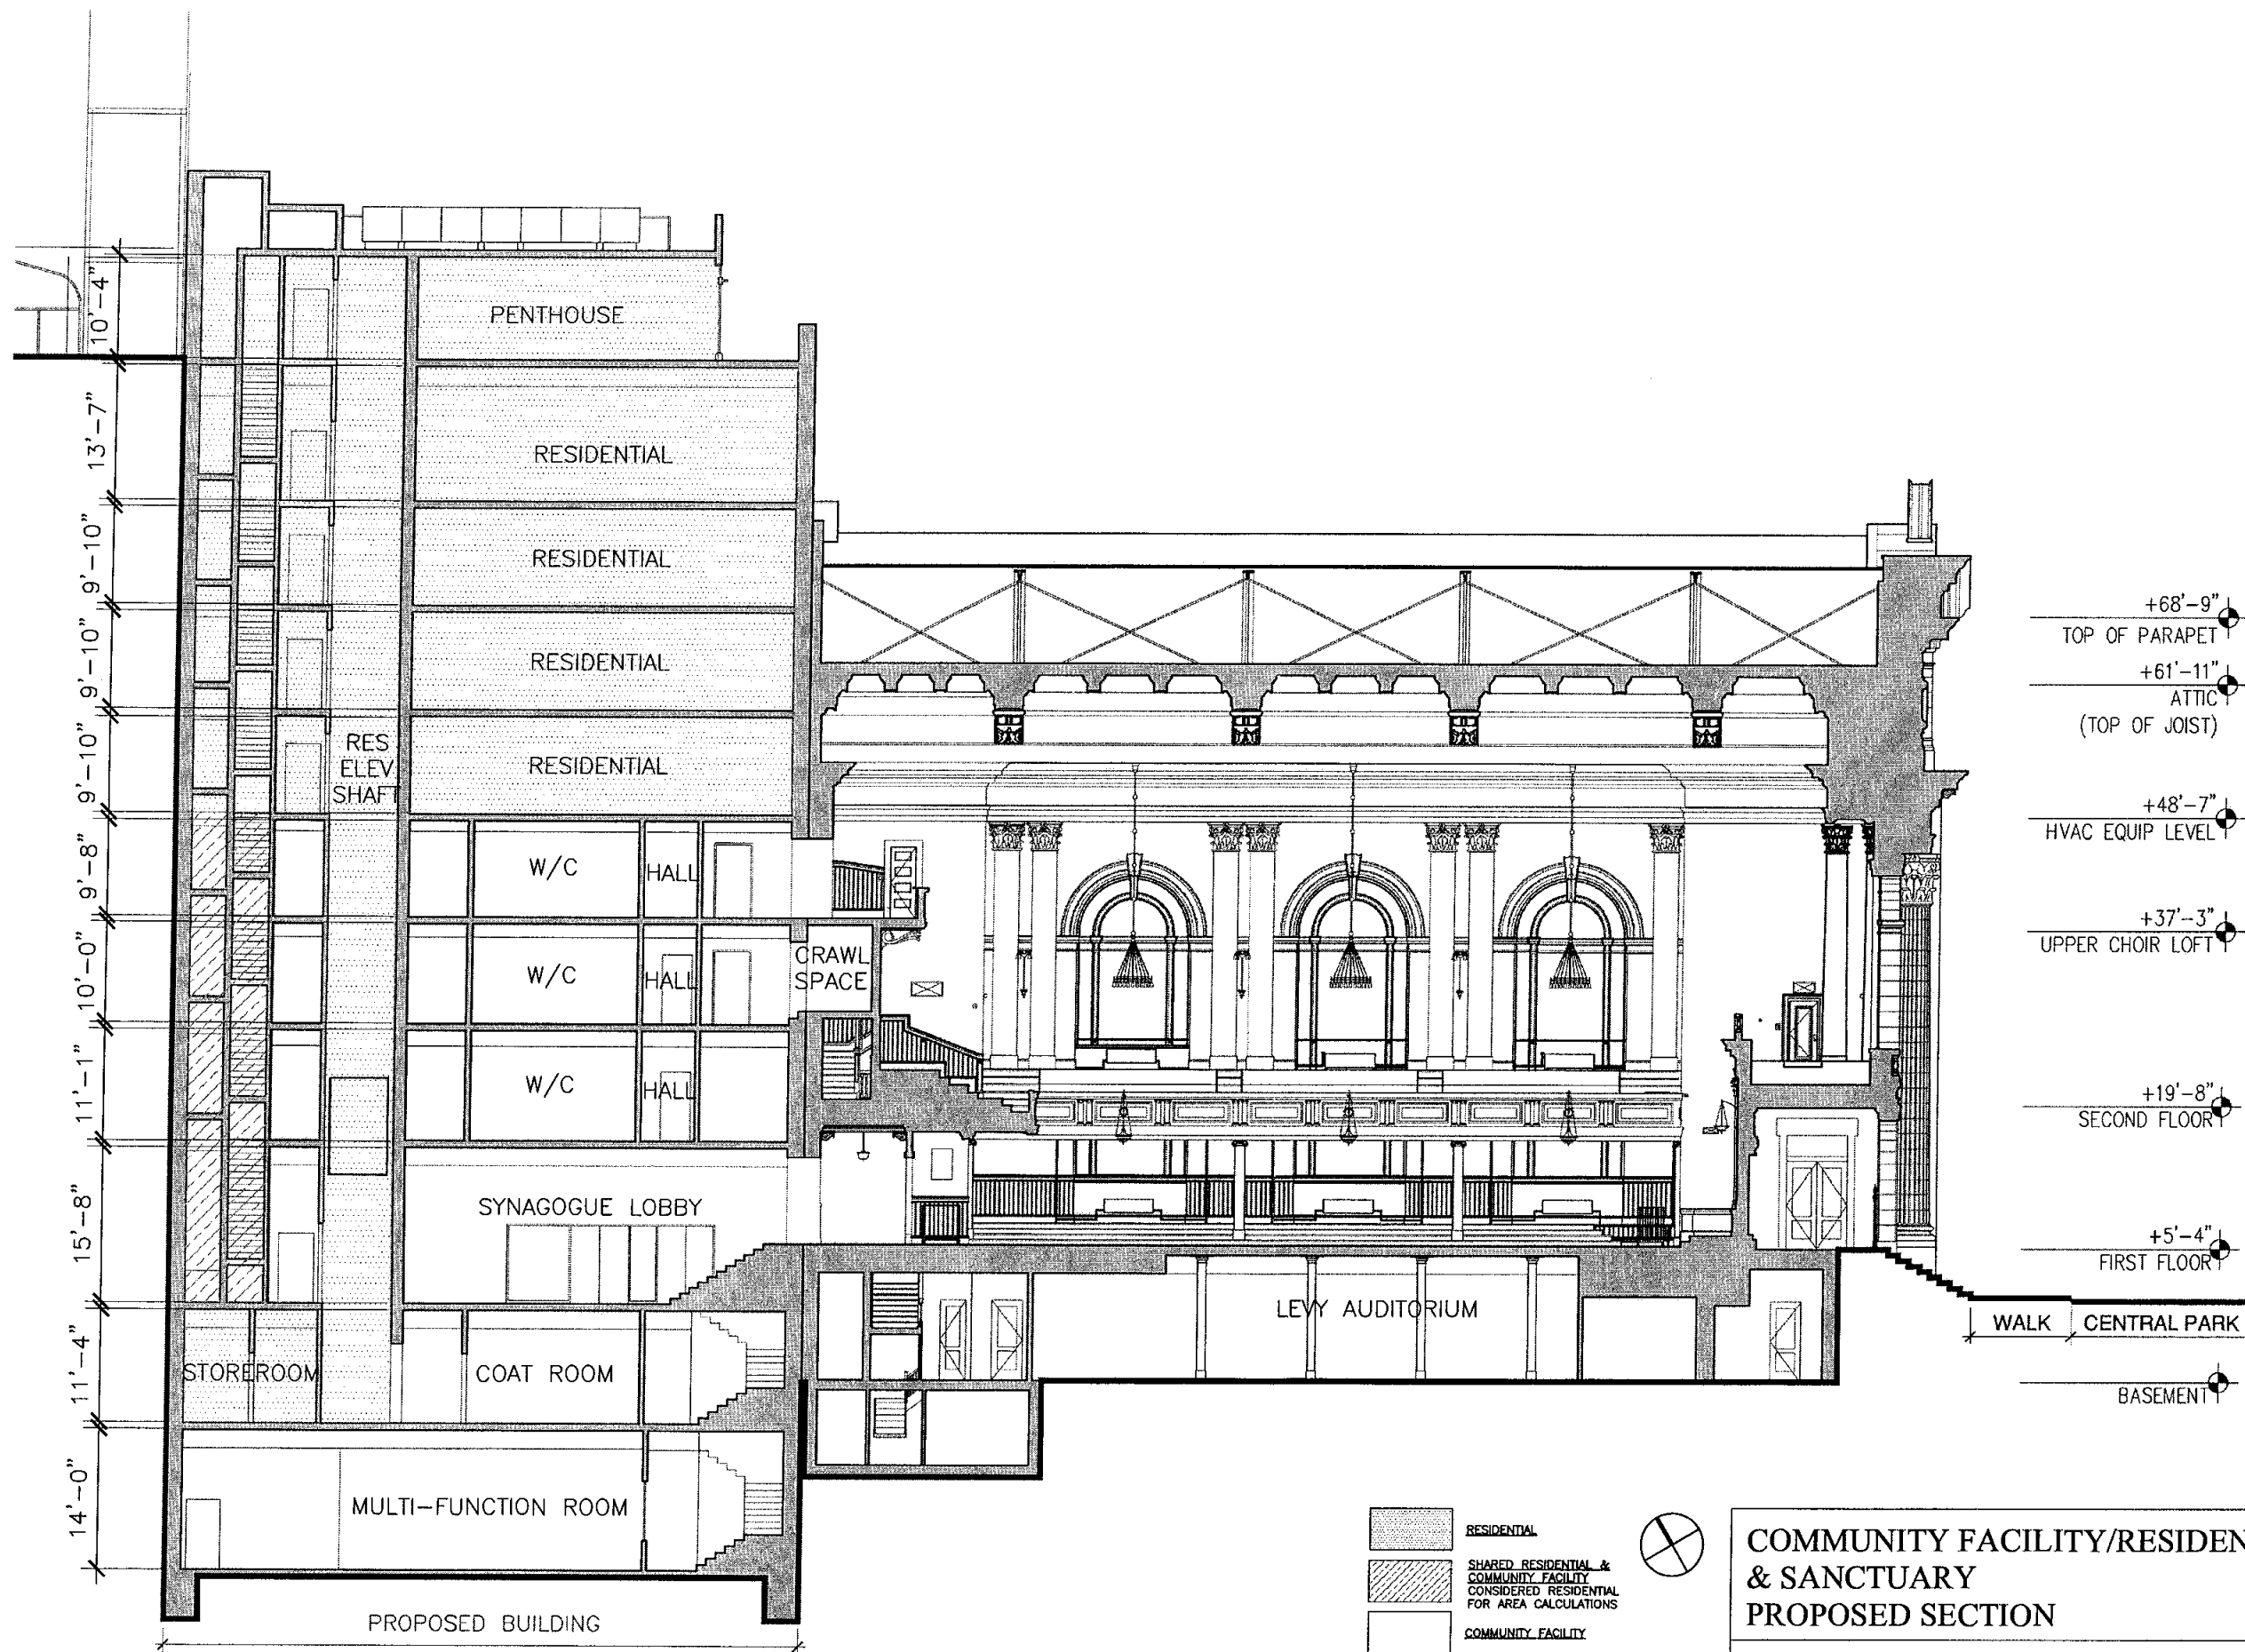 10'-4"
13'-7"
9'-10"
9'-10"
9'-10"
9'-8"
10'-0"
11'-1"
15'-8"
11'-4"
14'-0"
PENTHOUSE
RESIDENTIAL
RESIDENTIAL
RESIDENTIAL
RESIDENTIAL
RES
ELEV
SHAFT
W/C
HALL
W/C
HALL
CRAWL
SPACE
W/C
HALL
SYNAGOGUE LOBBY
STOREROOM
COAT ROOM
LEVY AUDITORIUM
MULTI-FUNCTION ROOM
PROPOSED BUILDING
+68'-9"
TOP OF PARAPET
+61'-11"
ATTIC
(TOP OF JOIST)
+48'-7"
HVAC EQUIP LEVEL
+37'-3"
UPPER CHOIR LOFT
+19'-8"
SECOND FLOOR
+5'-4"
FIRST FLOOR
WALK
CENTRAL PARK
BASEMENT
RESIDENTIAL
SHARED RESIDENTIAL &
COMMUNITY FACILITY
CONSIDERED RESIDENTIAL
FOR AREA CALCULATIONS
COMMUNITY FACILITY
COMMUNITY FACILITY/RESIDEN
& SANCTUARY
PROPOSED SECTION